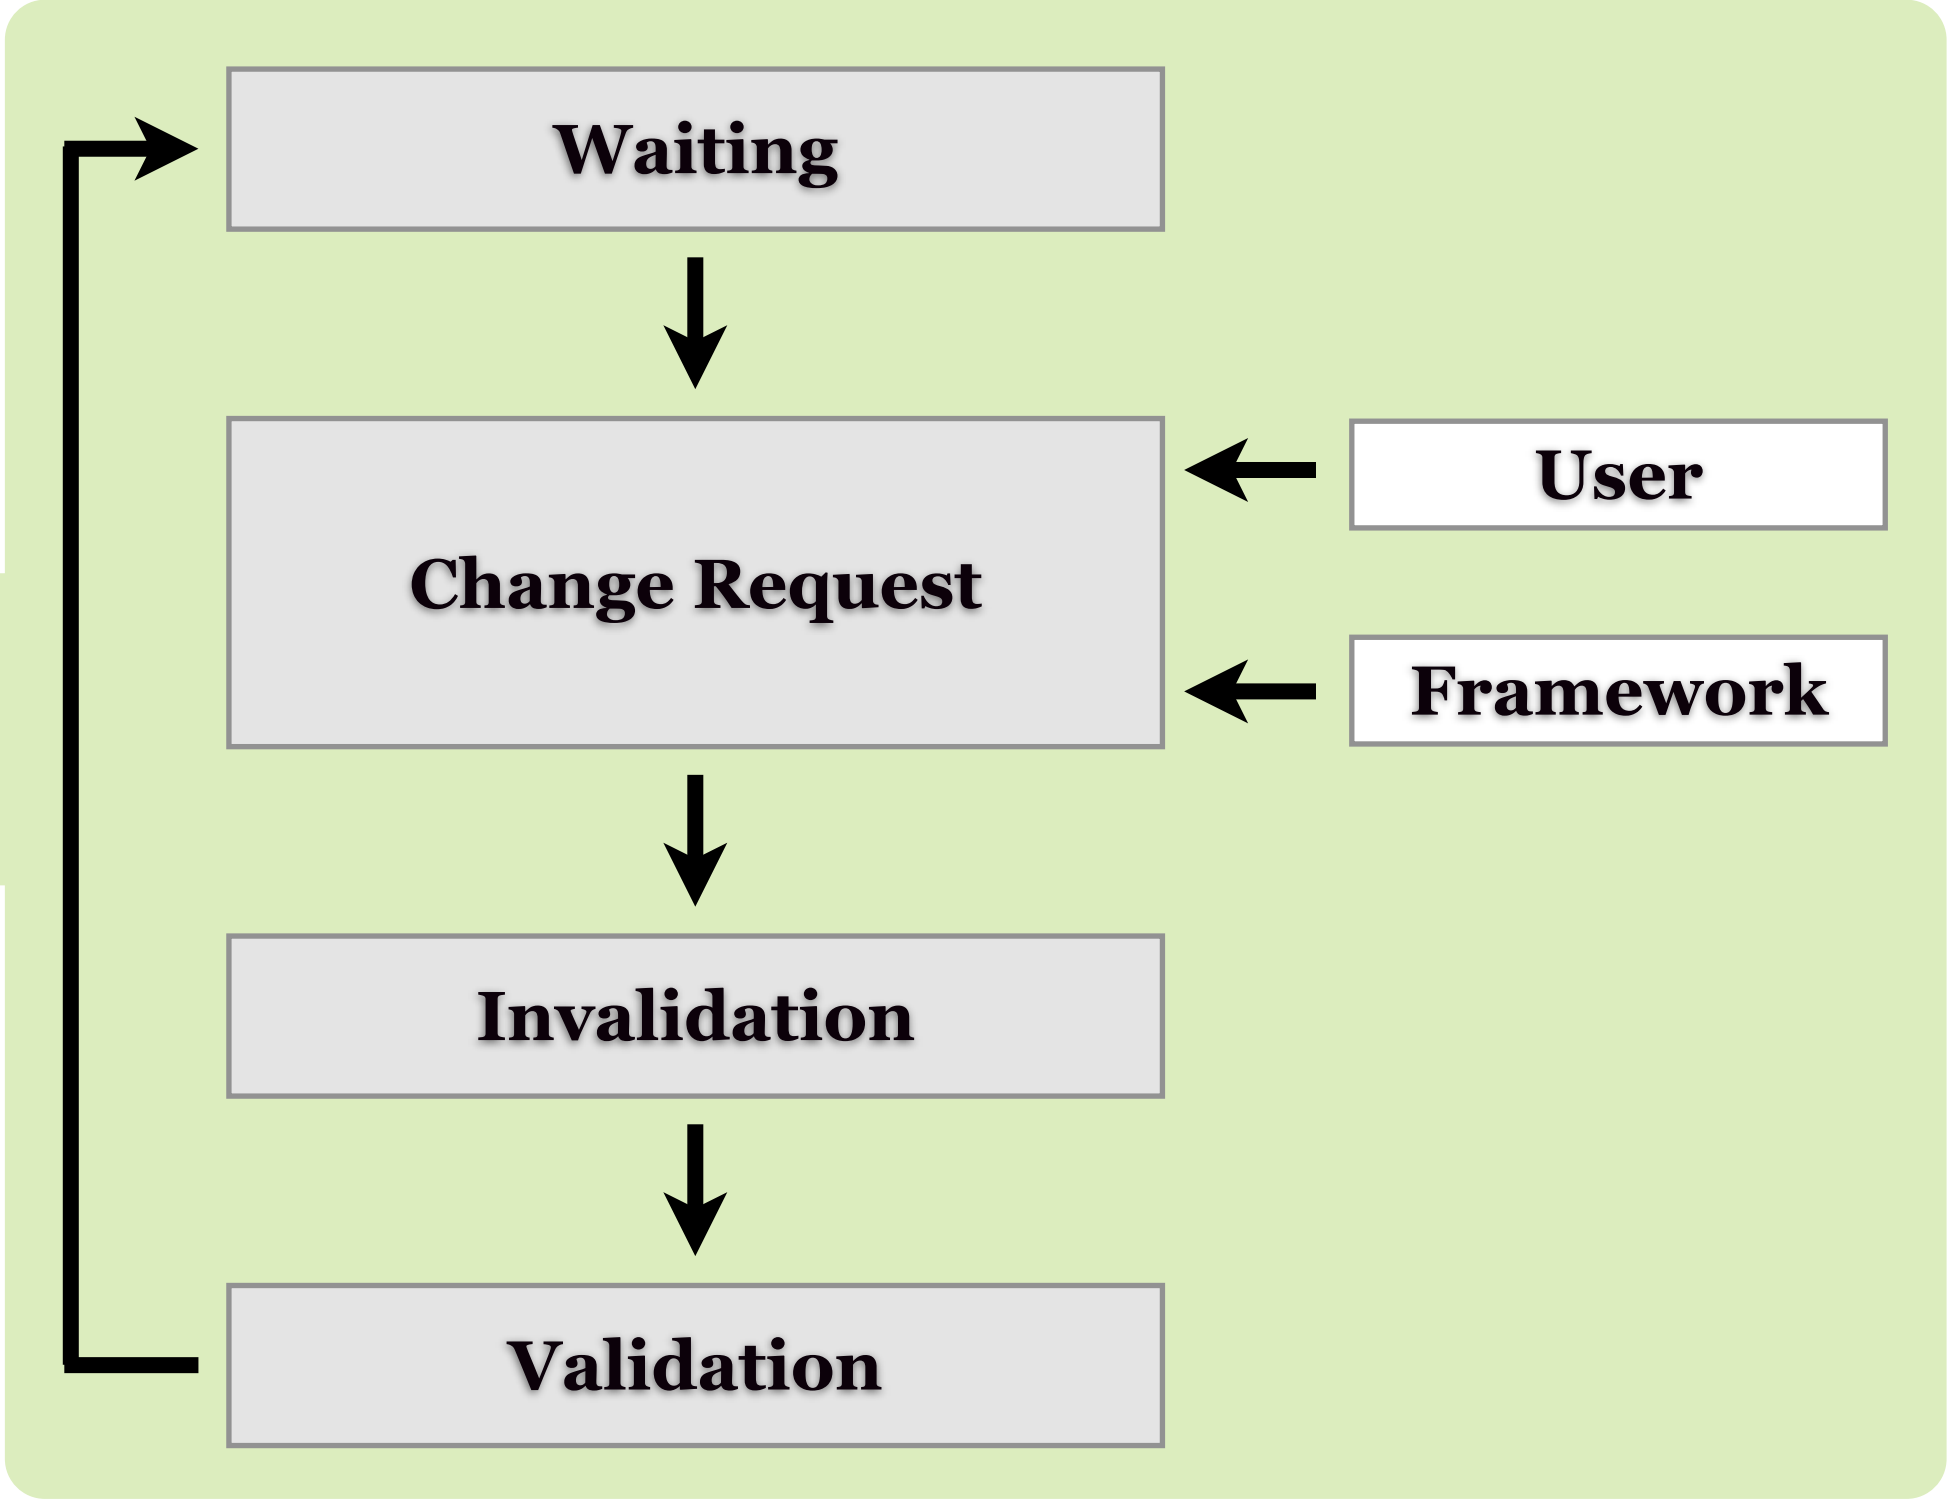 Waiting
Change Request
User
Framework
Invalidation
Validation